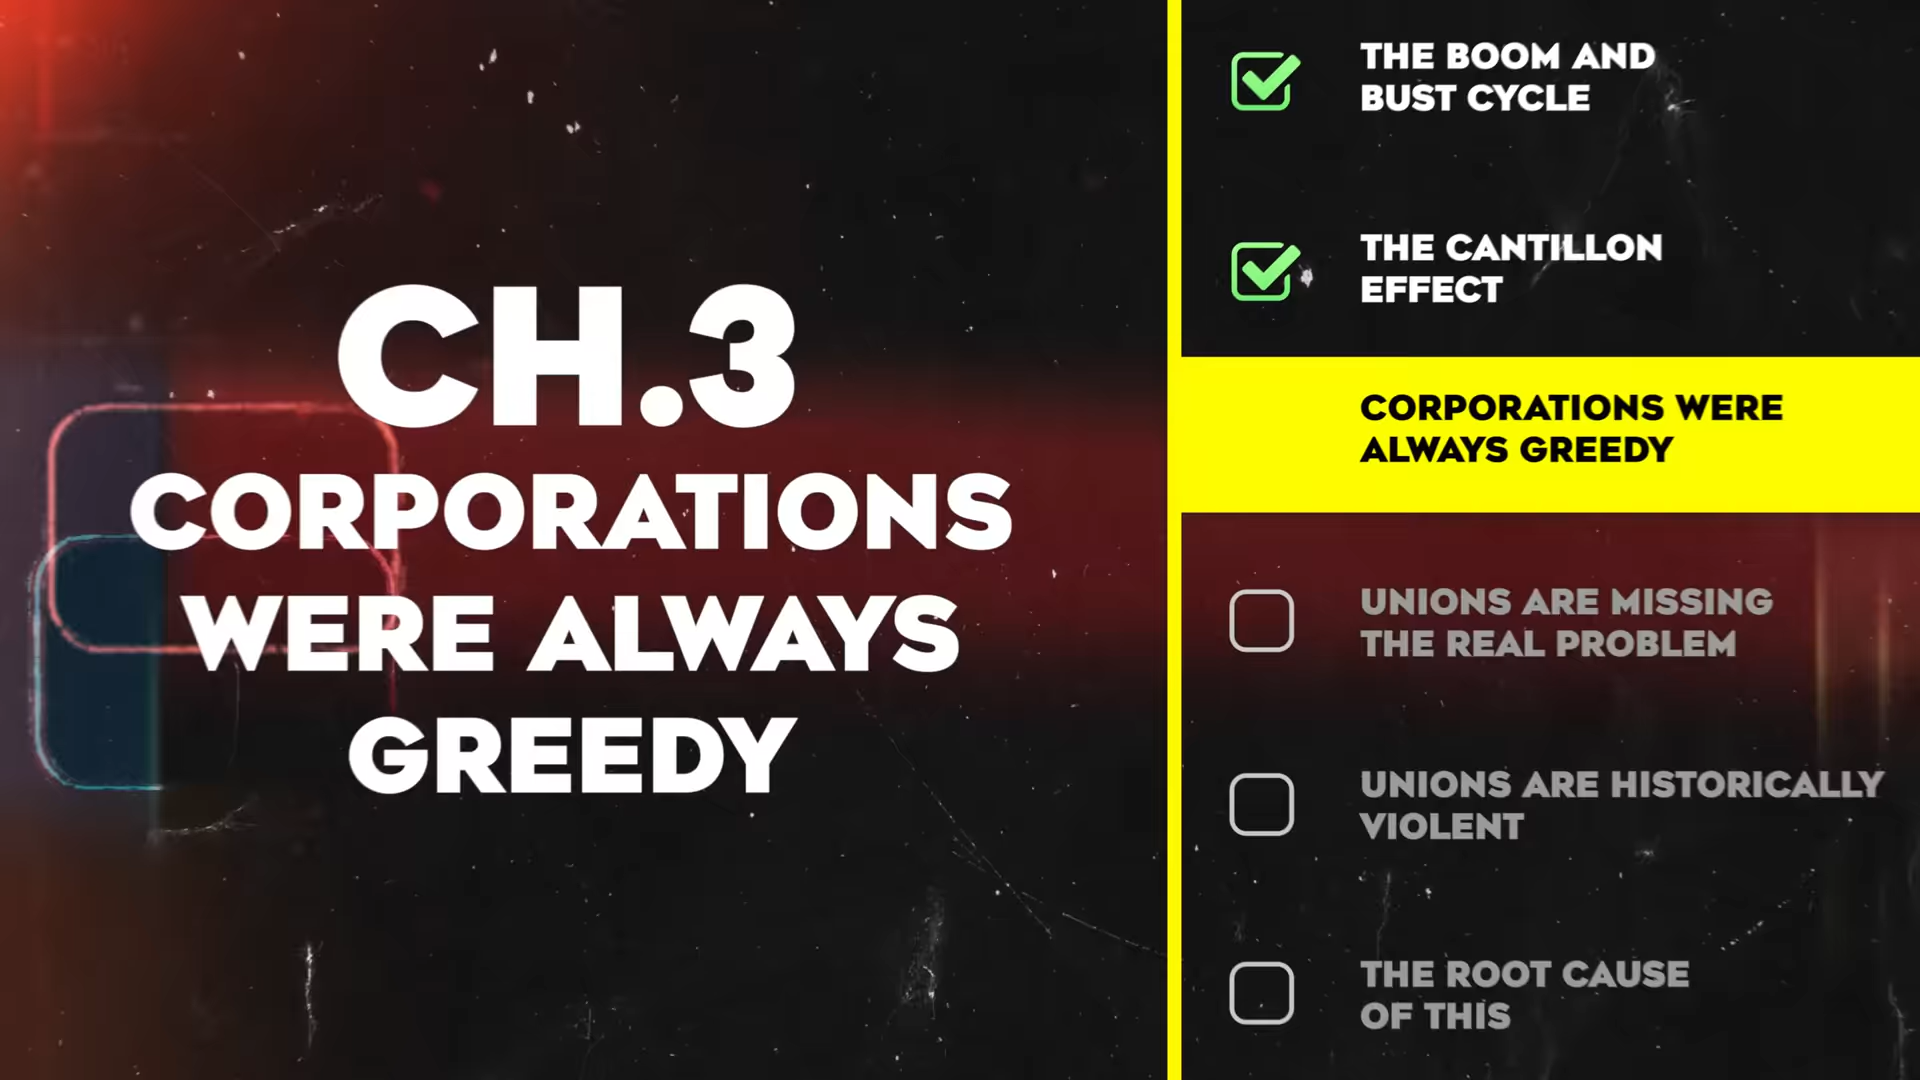 CH.3
CORPORATIONS
WERE ALWAYS
GREEDY
THE BOOM AND
BUST CYCLE
THE CANTILLON
EFFECT
CORPORATIONS WERE
ALWAYS GREEDY
UNIONS ARE MISSING
THE REAL PROBLEM
UNIONS ARE HISTORICALLY
VIOLENT
THE ROOT CAUSE
OF THIS